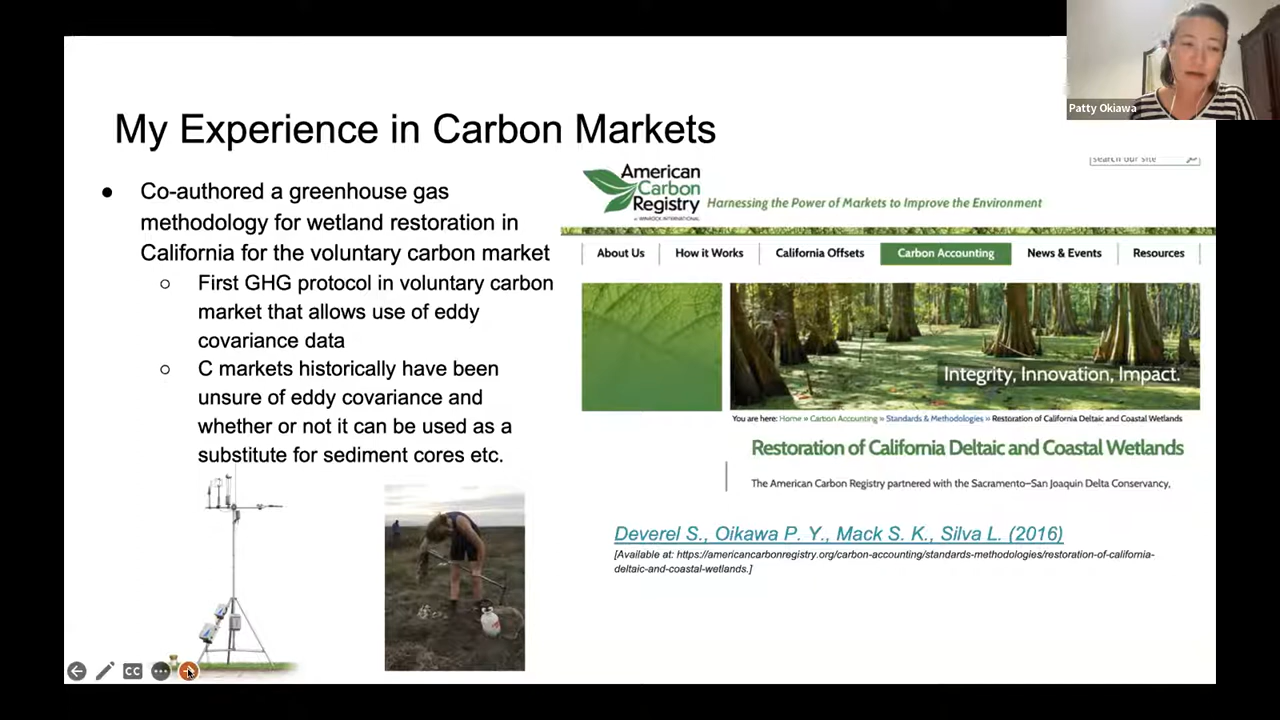 Patty Okiawa
My Experience in Carbon Markets
● Co-authored a greenhouse gas
methodology for wetland restoration in
California for the voluntary carbon market
○ First GHG protocol in voluntary carbon
market that allows use of eddy
covariance data
○ C markets historically have been
unsure of eddy covariance and
whether or not it can be used as a
substitute for sediment cores etc.
search our site
American
Carbon
Registry
at WINROCK INTERNATIONAL
Harnessing the Power of Markets to Improve the Environment
About Us How it Works California Offsets Carbon Accounting News & Events Resources
Integrity, Innovation, Impact.
You are here: Home » Carbon Accounting » Standards & Methodologies » Restoration of California Deltaic and Coastal Wetlands
Restoration of California Deltaic and Coastal Wetlands
The American Carbon Registry partnered with the Sacramento–San Joaquin Delta Conservancy,
Deverel S., Oikawa P. Y., Mack S. K., Silva L. (2016)
[Available at: https://americancarbonregistry.org/carbon-accounting/standards-methodologies/restoration-of-california-
deltaic-and-coastal-wetlands.]
CC